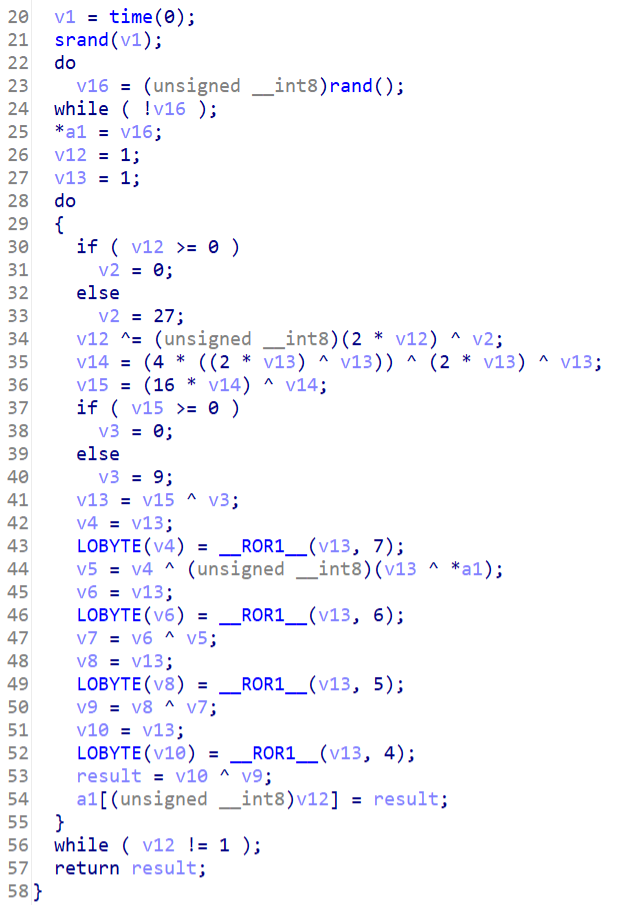 20 v1 = time(0);
21 srand(v1);
22 do
23 v16 = (unsigned __int8)rand();
24 while ( !v16 );
25 *a1 = v16;
26 v12 = 1;
27 v13 = 1;
28 do
29 {
30 if ( v12 >= 0 )
31 v2 = 0;
32 else
33 v2 = 27;
34 v12 ^= (unsigned __int8)(2 * v12) ^ v2;
35 v14 = (4 * ((2 * v13) ^ v13)) ^ (2 * v13) ^ v13;
36 v15 = (16 * v14) ^ v14;
37 if ( v15 >= 0 )
38 v3 = 0;
39 else
40 v3 = 9;
41 v13 = v15 ^ v3;
42 v4 = v13;
43 LOBYTE(v4) = __ROR1__(v13, 7);
44 v5 = v4 ^ (unsigned __int8)(v13 ^ *a1);
45 v6 = v13;
46 LOBYTE(v6) = __ROR1__(v13, 6);
47 v7 = v6 ^ v5;
48 v8 = v13;
49 LOBYTE(v8) = __ROR1__(v13, 5);
50 v9 = v8 ^ v7;
51 v10 = v13;
52 LOBYTE(v10) = __ROR1__(v13, 4);
53 result = v10 ^ v9;
54 a1[(unsigned __int8)v12] = result;
55 }
56 while ( v12 != 1 );
57 return result;
58 }